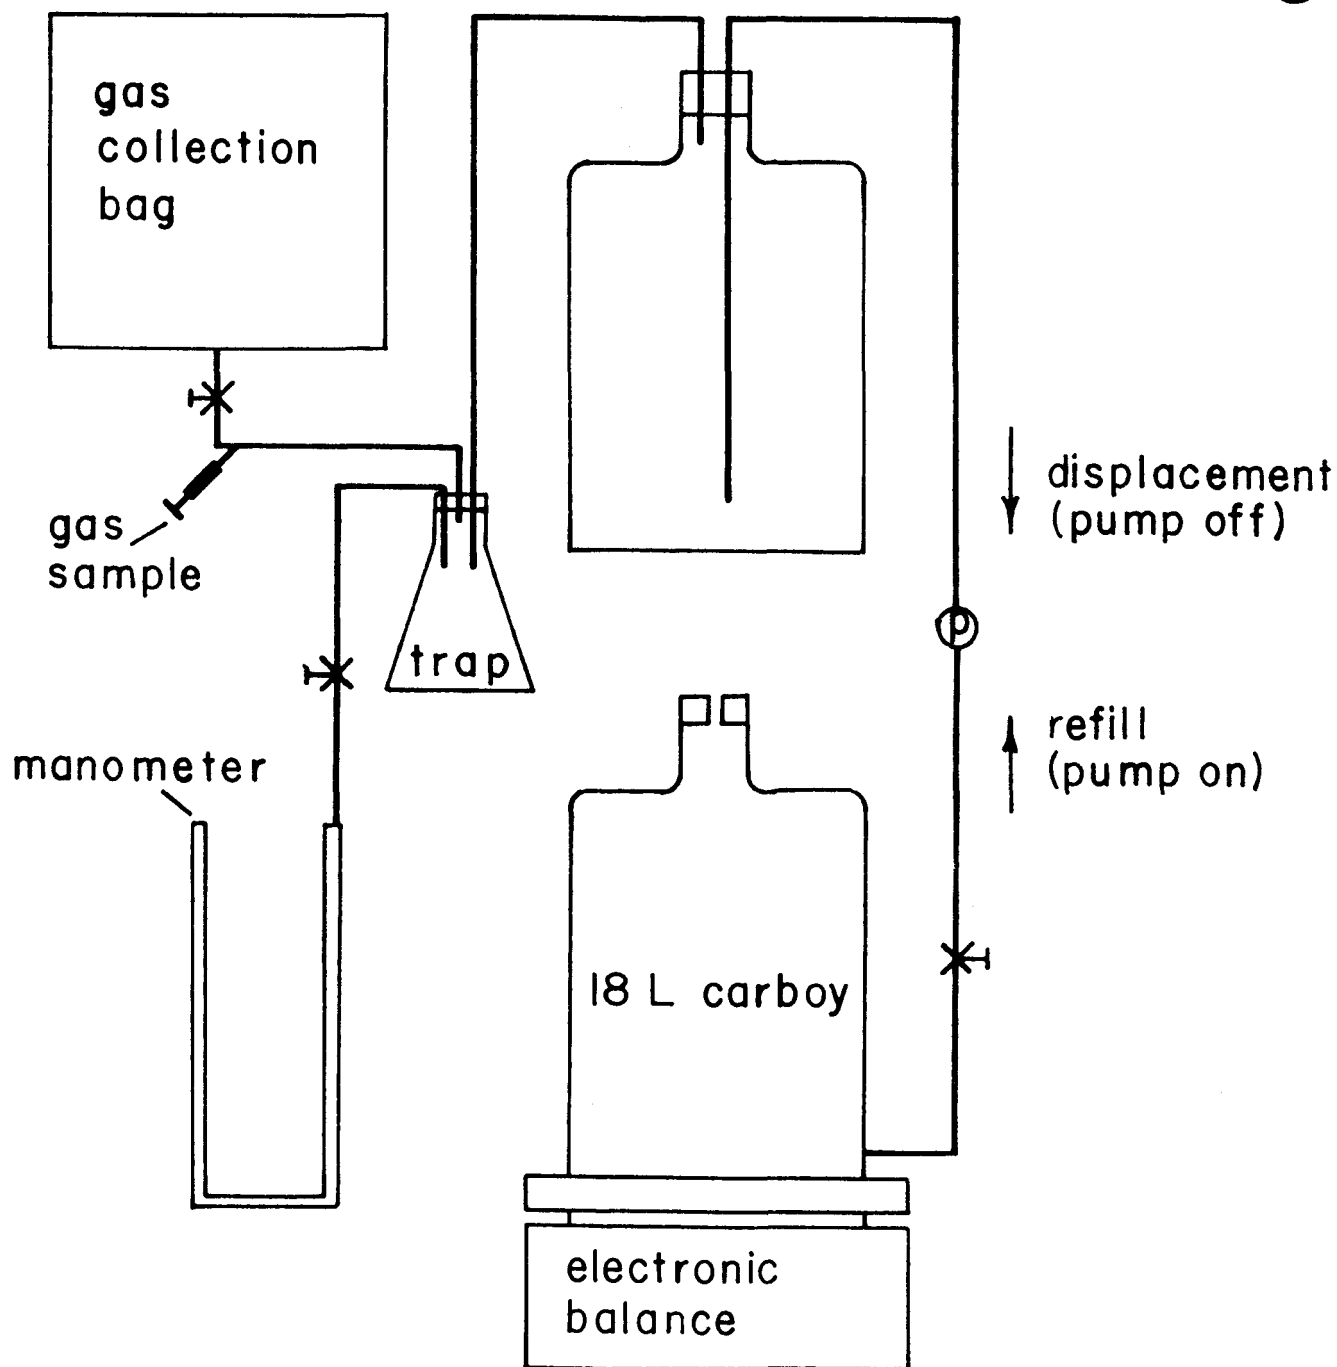 gas
collection
bag
gas
sample
trap
manometer
displacement
(pump off)
p
refill
(pump on)
18 L carboy
electronic
balance